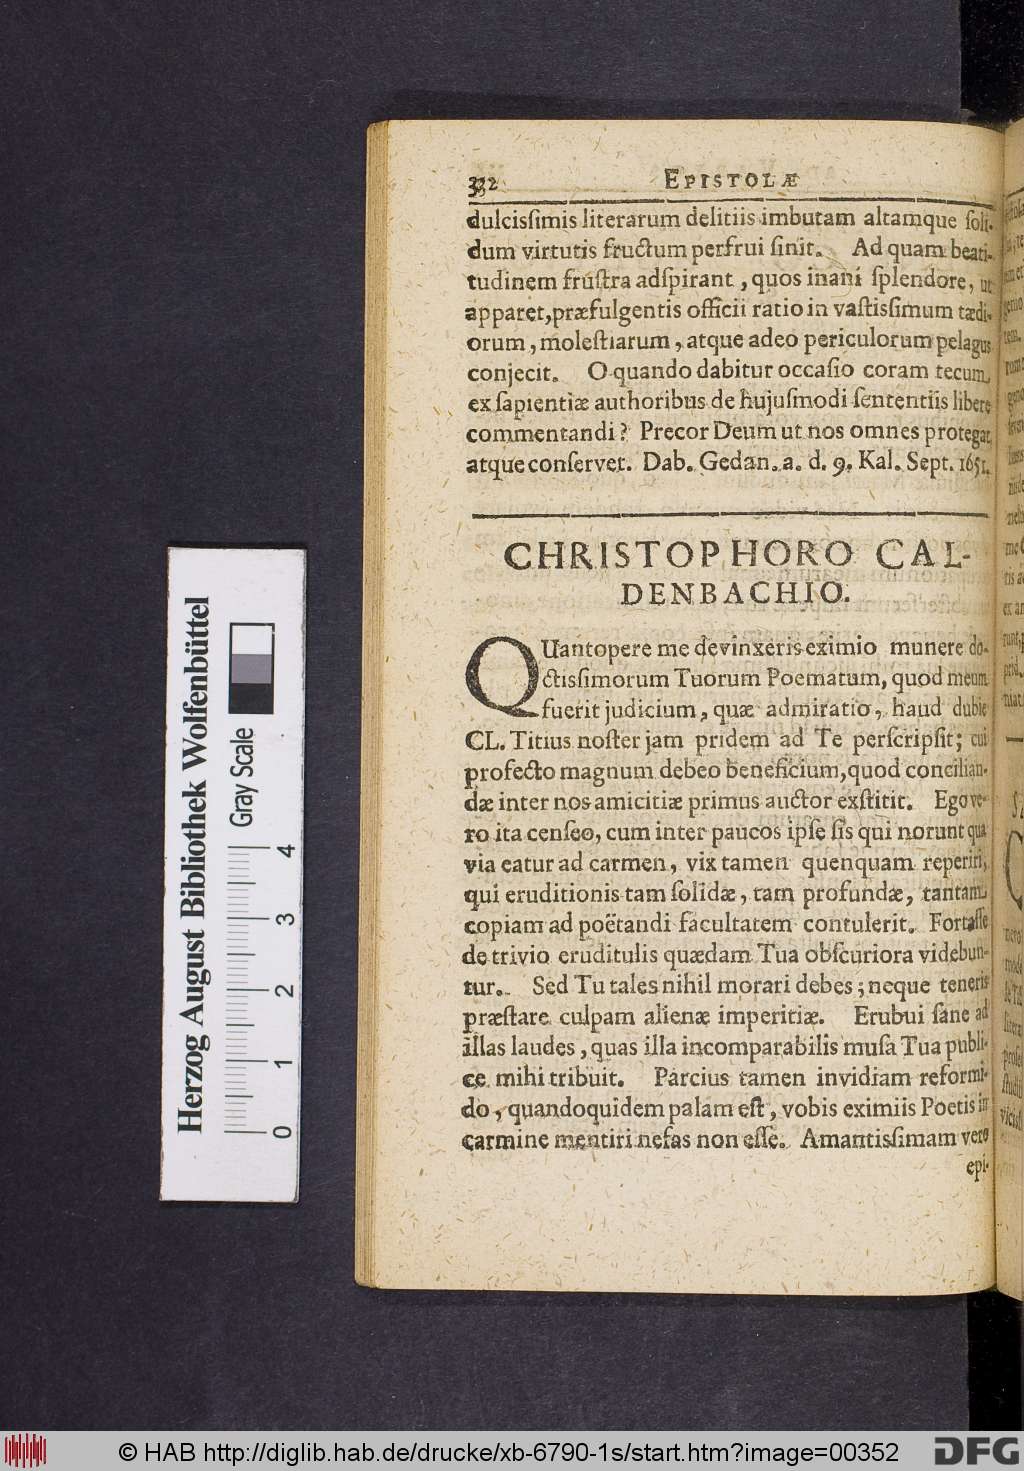 332 EPISTOLÆ
dulcisſimis literarum delitiis imbutam altamque ſoli-
dum virtutis fructum perfrui ſinit. Ad quam beati-
tudinem fruſtra adſpirant, quos inani ſplendore, ut
apparet, præfulgentis officii ratio in vaſtisſimum tædi-
orum, moleſtiarum, atque adeo periculorum pelagus
conjecit. O quando dabitur occaſio coram tecum
ex ſapientiæ authoribus de hujuſmodi ſententiis libere
commentandi? Precor Deum ut nos omnes protegat
atque conſervet. Dab. Gedan. a. d. 9. Kal. Sept. 1651.
CHRISTOPHORO CAL-
DENBACHIO.
QUantopere me devinxeris eximio munere do-
ctisſimorum Tuorum Poematum, quod meum
fuerit judicium, quæ admiratio, haud dubie
CL. Titius noſter jam pridem ad Te perſcripſit; cui
profecto magnum debeo beneficium, quod concilian-
dæ inter nos amicitiæ primus auctor exſtitit. Ego ve-
ro ita cenſeo, cum inter paucos ipſe ſis qui norunt qua
via eatur ad carmen, vix tamen quenquam reperiri,
qui eruditionis tam ſolidæ, tam profundæ, tantam
copiam ad poëtandi facultatem contulerit. Fortaſſe
de trivio eruditulis quædam Tua obſcuriora videbun-
tur. Sed Tu tales nihil morari debes; neque teneris
præſtare culpam alienæ imperitiæ. Erubui ſane ad
illas laudes, quas illa incomparabilis muſa Tua publi-
ce mihi tribuit. Parcius tamen invidiam reformi-
do, quandoquidem palam eſt, vobis eximiis Poetis in
carmine mentiri nefas non eſſe. Amantisſimam vero
epi-
Herzog August Bibliothek Wolfenbüttel
Gray Scale
0 1 2 3 4
© HAB http://diglib.hab.de/drucke/xb-6790-1s/start.htm?image=00352
DFG